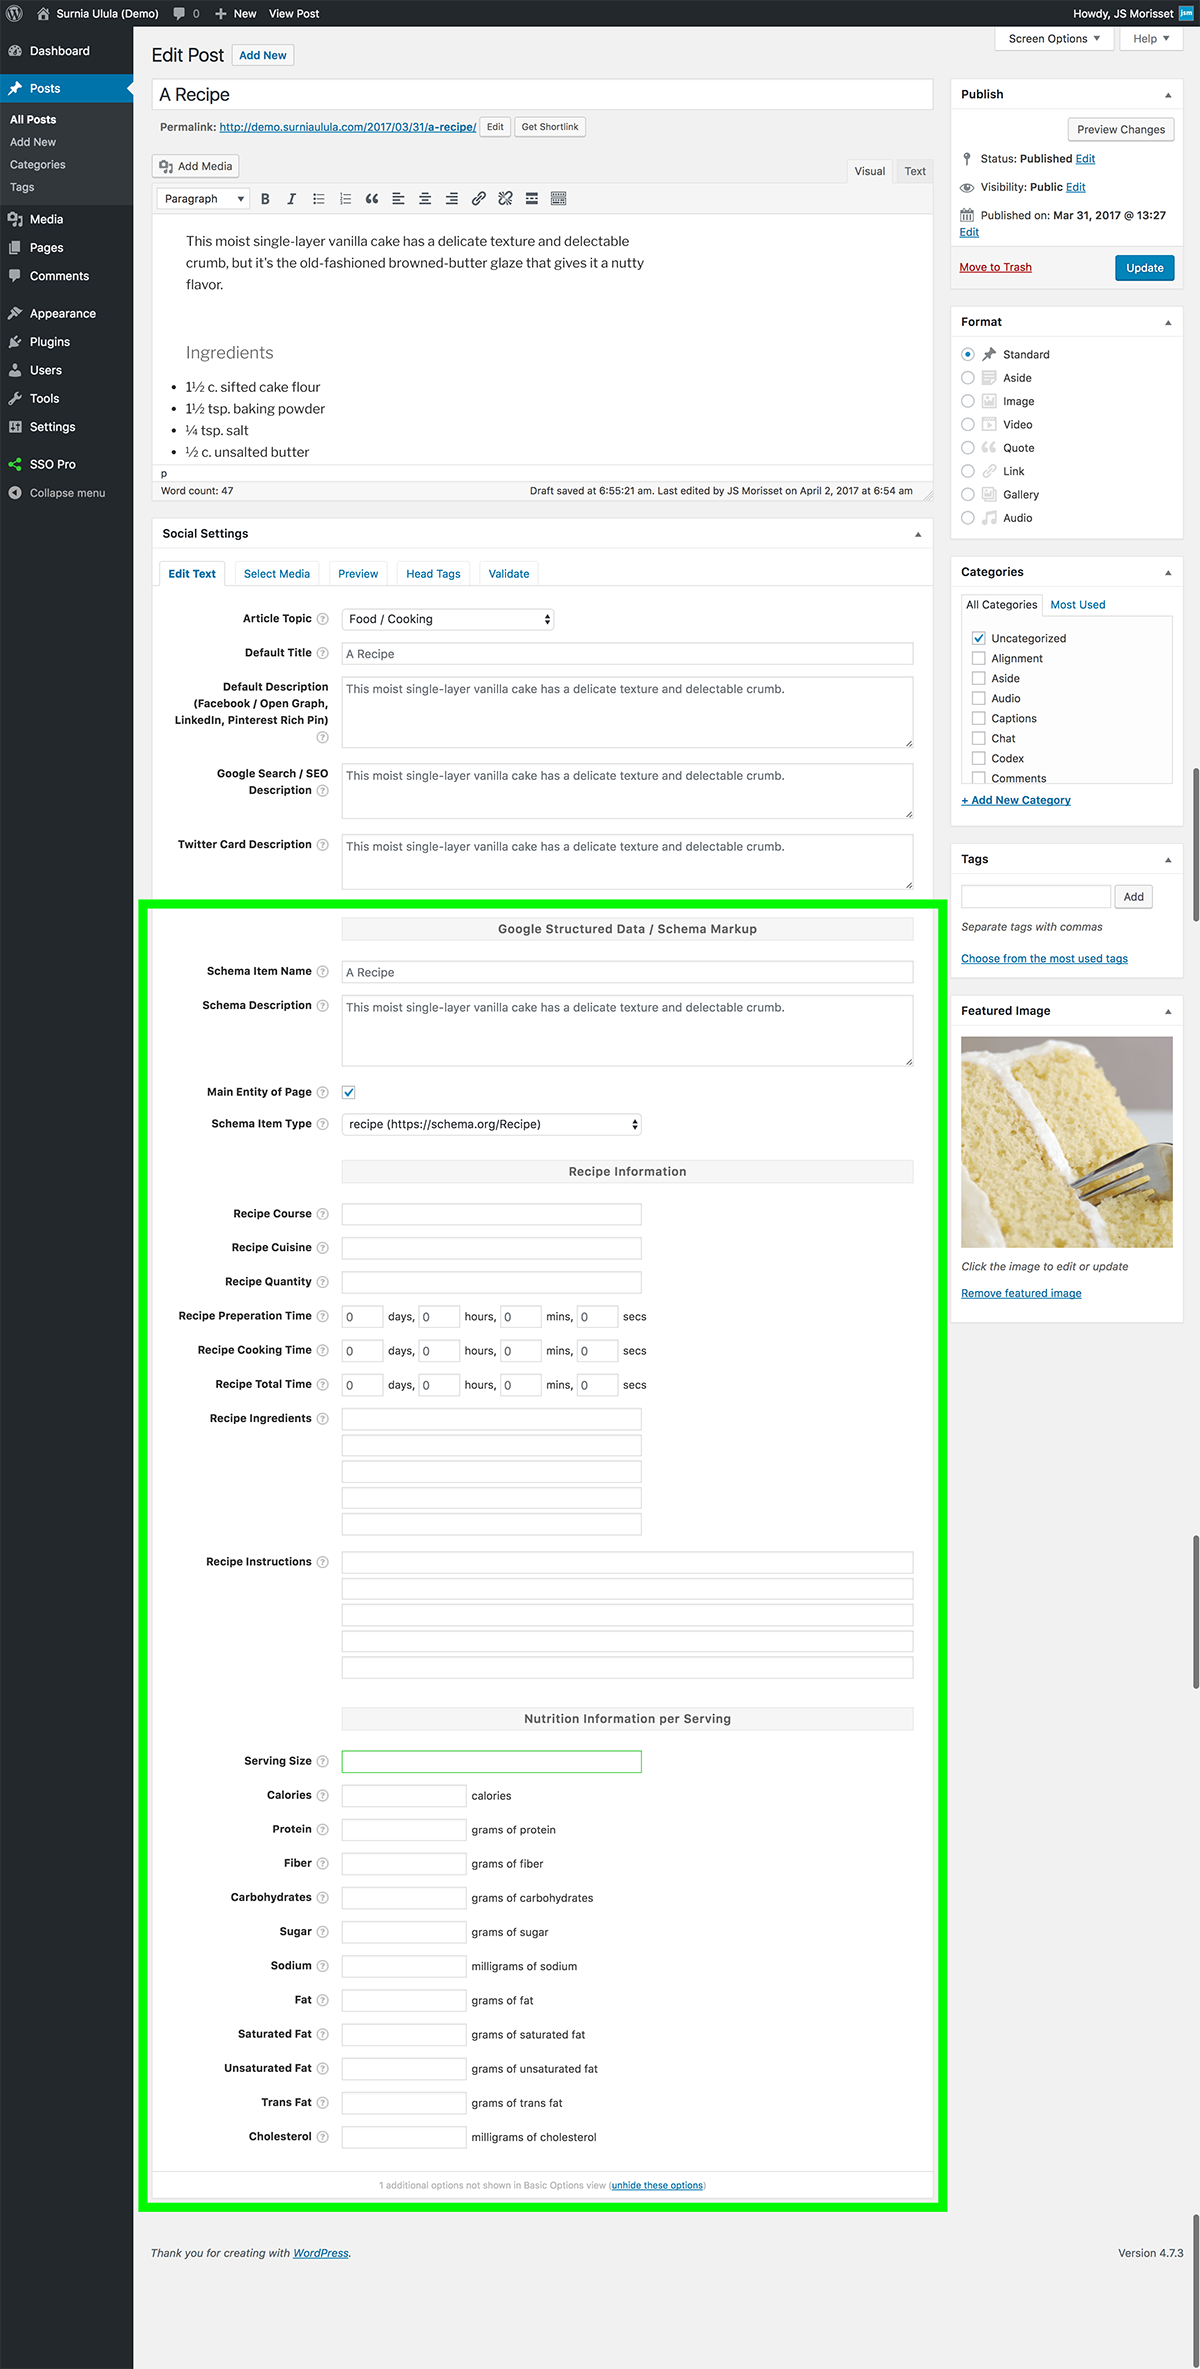 Surnia Ulula (Demo) 0 New View Post Howdy, JS Morisset jsm
Screen Options Help
Dashboard
Posts
All Posts
Add New
Categories
Tags
Media
Pages
Comments
Appearance
Plugins
Users
Tools
Settings
SSO Pro
Collapse menu
Edit Post Add New
A Recipe
Permalink: http://demo.surniaulula.com/2017/03/31/a-recipe/ Edit Get Shortlink
Add Media
Visual Text
Paragraph B I
This moist single-layer vanilla cake has a delicate texture and delectable
crumb, but it's the old-fashioned browned-butter glaze that gives it a nutty
flavor.
Ingredients
• 1½ c. sifted cake flour
• 1½ tsp. baking powder
• ¼ tsp. salt
• ½ c. unsalted butter
p
Word count: 47 Draft saved at 6:55:21 am. Last edited by JS Morisset on April 2, 2017 at 6:54 am
Social Settings
Edit Text Select Media Preview Head Tags Validate
Article Topic ? Food / Cooking
Default Title ? A Recipe
Default Description This moist single-layer vanilla cake has a delicate texture and delectable crumb.
(Facebook / Open Graph,
LinkedIn, Pinterest Rich Pin)
?
Google Search / SEO This moist single-layer vanilla cake has a delicate texture and delectable crumb.
Description ?
Twitter Card Description ? This moist single-layer vanilla cake has a delicate texture and delectable crumb.
Google Structured Data / Schema Markup
Schema Item Name ? A Recipe
Schema Description ? This moist single-layer vanilla cake has a delicate texture and delectable crumb.
Main Entity of Page ?
Schema Item Type ? recipe (https://schema.org/Recipe)
Recipe Information
Recipe Course ?
Recipe Cuisine ?
Recipe Quantity ?
Recipe Preperation Time ? 0 days, 0 hours, 0 mins, 0 secs
Recipe Cooking Time ? 0 days, 0 hours, 0 mins, 0 secs
Recipe Total Time ? 0 days, 0 hours, 0 mins, 0 secs
Recipe Ingredients ?
Recipe Instructions ?
Nutrition Information per Serving
Serving Size ?
Calories ? calories
Protein ? grams of protein
Fiber ? grams of fiber
Carbohydrates ? grams of carbohydrates
Sugar ? grams of sugar
Sodium ? milligrams of sodium
Fat ? grams of fat
Saturated Fat ? grams of saturated fat
Unsaturated Fat ? grams of unsaturated fat
Trans Fat ? grams of trans fat
Cholesterol ? milligrams of cholesterol
1 additional options not shown in Basic Options view (unhide these options)
Publish
Preview Changes
Status: Published Edit
Visibility: Public Edit
Published on: Mar 31, 2017 @ 13:27
Edit
Move to Trash Update
Format
Standard
Aside
Image
Video
Quote
Link
Gallery
Audio
Categories
All Categories Most Used
Uncategorized
Alignment
Aside
Audio
Captions
Chat
Codex
Comments
+ Add New Category
Tags
Add
Separate tags with commas
Choose from the most used tags
Featured Image
Click the image to edit or update
Remove featured image
Thank you for creating with WordPress. Version 4.7.3